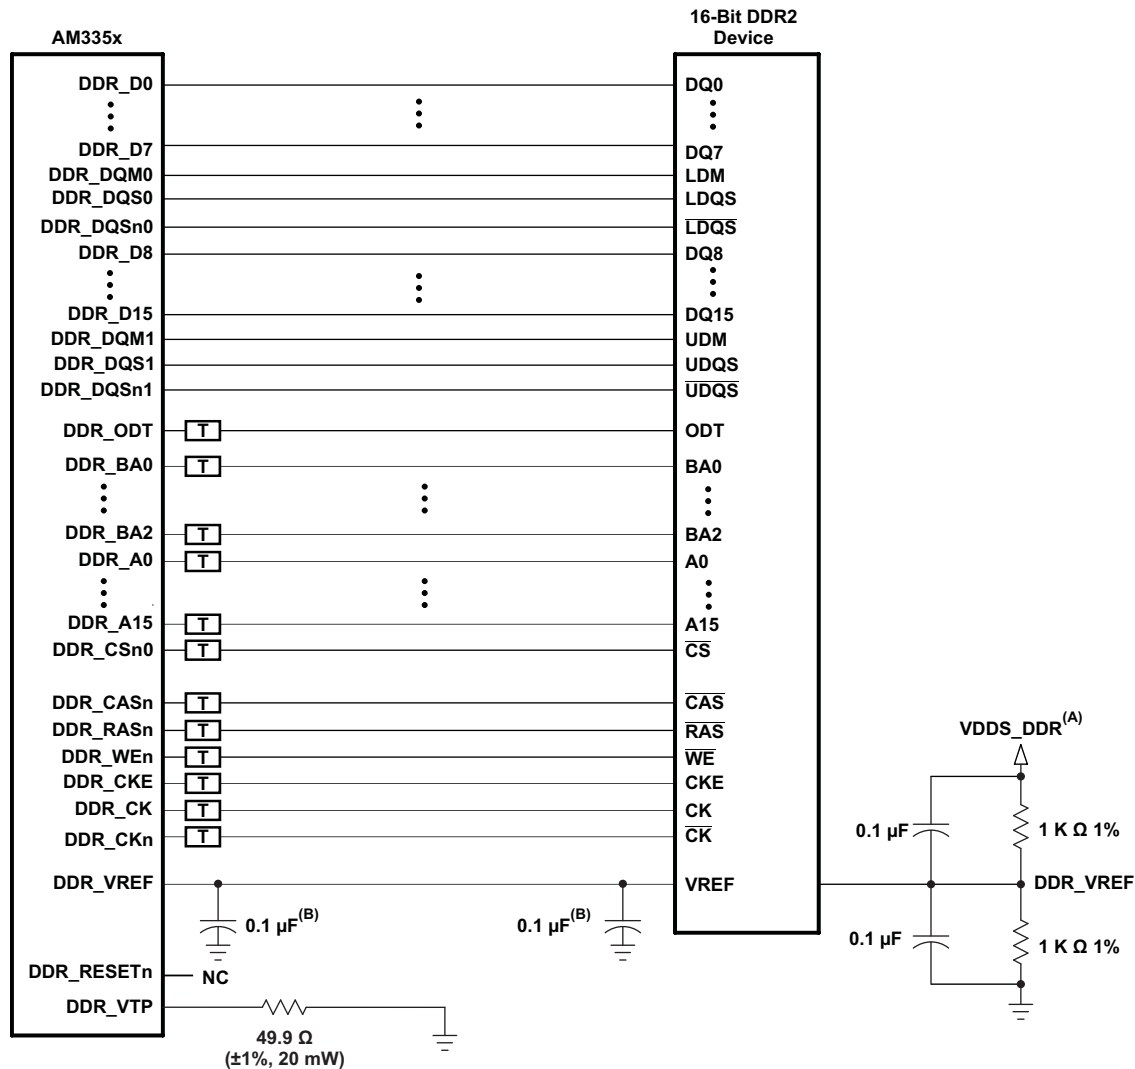 AM335x
16-Bit DDR2
Device
DDR_D0
DQ0
DDR_D7
DQ7
DDR_DQM0
LDM
DDR_DQS0
LDQS
DDR_DQSn0
LDQS
DDR_D8
DQ8
DDR_D15
DQ15
DDR_DQM1
UDM
DDR_DQS1
UDQS
DDR_DQSn1
UDQS
DDR_ODT
T
ODT
DDR_BA0
T
BA0
DDR_BA2
T
BA2
DDR_A0
T
A0
DDR_A15
T
A15
DDR_CSn0
T
CS
DDR_CASn
T
CAS
DDR_RASn
T
RAS
DDR_WEn
T
WE
DDR_CKE
T
CKE
DDR_CK
T
CK
DDR_CKn
T
CK
DDR_VREF
VREF
0.1 µF(B)
0.1 µF(B)
VDDS_DDR(A)
0.1 µF
1 K Ω 1%
DDR_VREF
0.1 µF
1 K Ω 1%
DDR_RESETn
NC
DDR_VTP
49.9 Ω
(±1%, 20 mW)